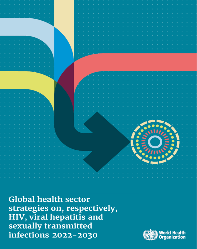 Global health sector
strategies on, respectively,
HIV, viral hepatitis and
sexually transmitted
infections 2022-2030
World Health
Organization